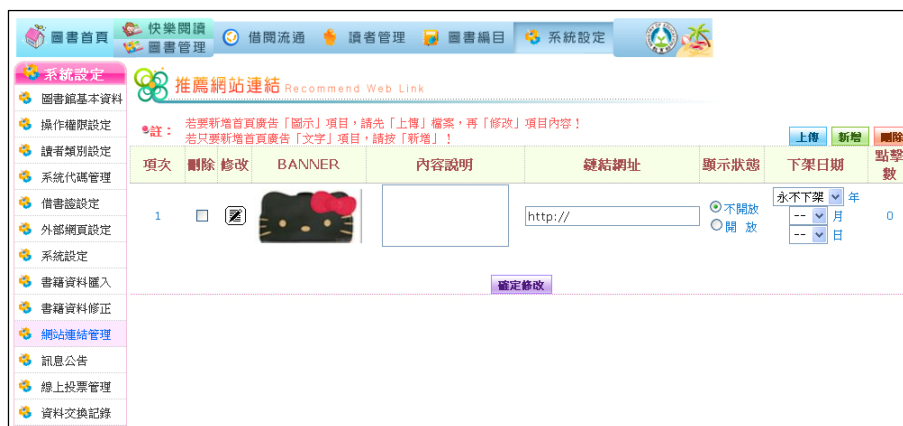 圖書首頁
快樂閱讀
圖書管理
借閱流通
讀者管理
圖書編目
系統設定
系統設定
圖書館基本資料
操作權限設定
讀者類別設定
系統代碼管理
借書證設定
外部網頁設定
系統設定
書籍資料匯入
書籍資料修正
網站連結管理
訊息公告
線上投票管理
資料交換記錄
推薦網站連結 Recommend Web Link
註： 若要新增首頁廣告「圖示」項目，請先「上傳」檔案，再「修改」項目內容！
若只要新增首頁廣告「文字」項目，請按「新增」！
上傳 新增 刪除
項次 刪除 修改 BANNER 內容說明 鏈結網址 顯示狀態 下架日期 點擊數
1 http:// 不開放 永不下架 年 0
開 放 -- 月
-- 日
確定修改